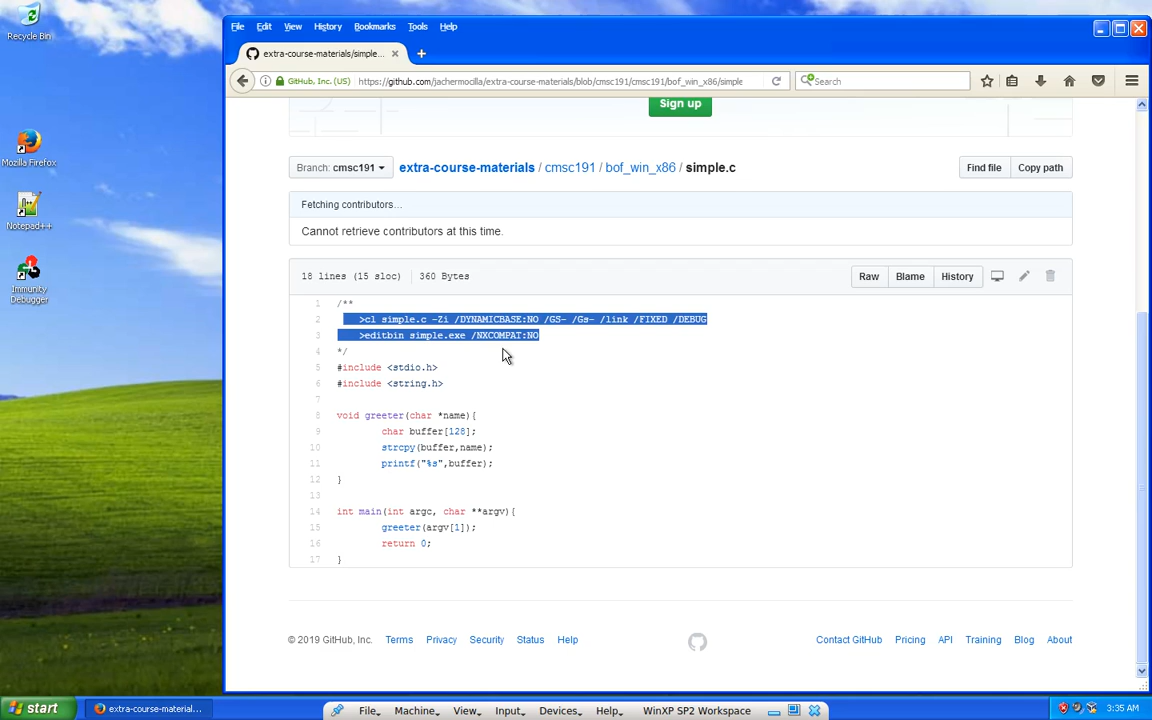 Recycle Bin
Mozilla Firefox
Notepad++
Immunity
Debugger
File Edit View History Bookmarks Tools Help
extra-course-materials/simple...
GitHub, Inc. (US) https://github.com/jachermocilla/extra-course-materials/blob/cmsc191/cmsc191/bof_win_x86/simple
Search
Sign up
Branch: cmsc191
extra-course-materials / cmsc191 / bof_win_x86 / simple.c
Find file Copy path
Fetching contributors…
Cannot retrieve contributors at this time.
18 lines (15 sloc) 360 Bytes
Raw Blame History
1 /**
2 >cl simple.c -Zi /DYNAMICBASE:NO /GS- /Gs- /link /FIXED /DEBUG
3 >editbin simple.exe /NXCOMPAT:NO
4 */
5 #include <stdio.h>
6 #include <string.h>
7
8 void greeter(char *name){
9 char buffer[128];
10 strcpy(buffer,name);
11 printf("%s",buffer);
12 }
13
14 int main(int argc, char **argv){
15 greeter(argv[1]);
16 return 0;
17 }
© 2019 GitHub, Inc. Terms Privacy Security Status Help
Contact GitHub Pricing API Training Blog About
start
extra-course-material...
File Machine View Input Devices Help WinXP SP2 Workspace
3:35 AM